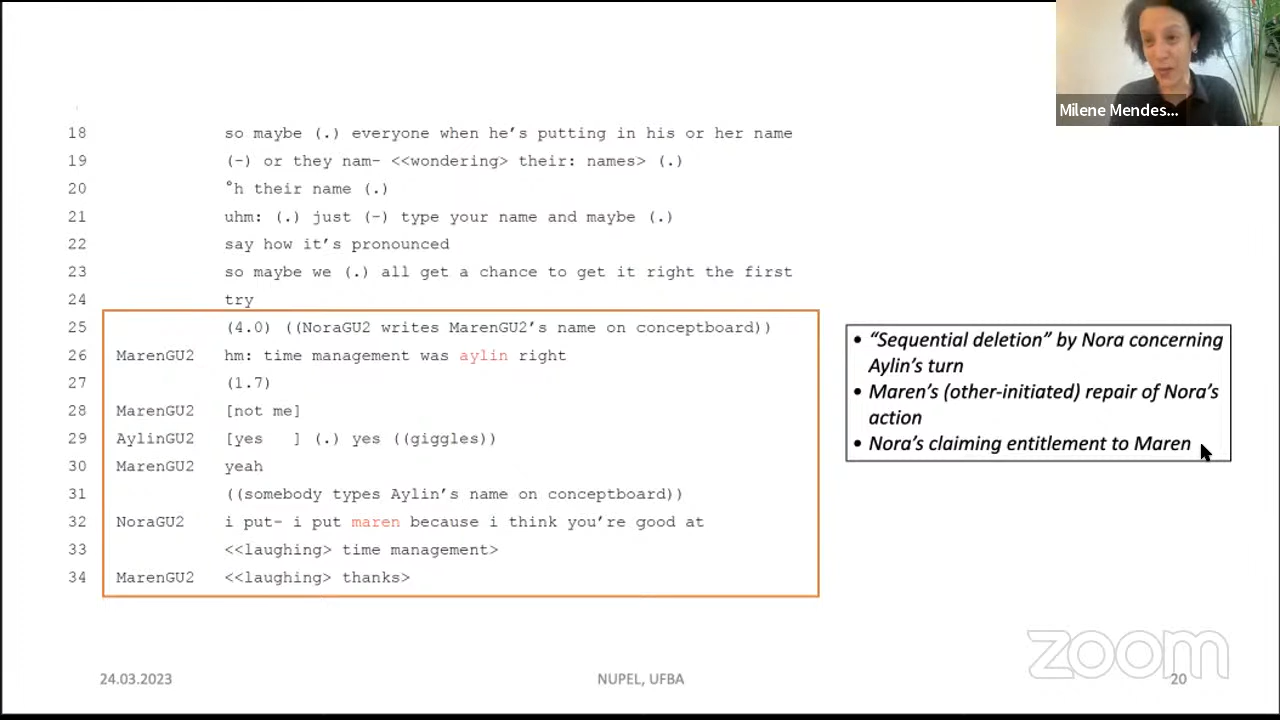 Milene Mendes...
18 so maybe (.) everyone when he's putting in his or her name
19 (-) or they nam- <<wondering> their: names> (.)
20 °h their name (.)
21 uhm: (.) just (-) type your name and maybe (.)
22 say how it's pronounced
23 so maybe we (.) all get a chance to get it right the first
24 try
25 (4.0) ((NoraGU2 writes MarenGU2's name on conceptboard))
26 MarenGU2 hm: time management was aylin right
27 (1.7)
28 MarenGU2 [not me]
29 AylinGU2 [yes ] (.) yes ((giggles))
30 MarenGU2 yeah
31 ((somebody types Aylin's name on conceptboard))
32 NoraGU2 i put- i put maren because i think you're good at
33 <<laughing> time management>
34 MarenGU2 <<laughing> thanks>
• "Sequential deletion" by Nora concerning
Aylin's turn
• Maren's (other-initiated) repair of Nora's
action
• Nora's claiming entitlement to Maren
zoom
24.03.2023 NUPEL, UFBA 20